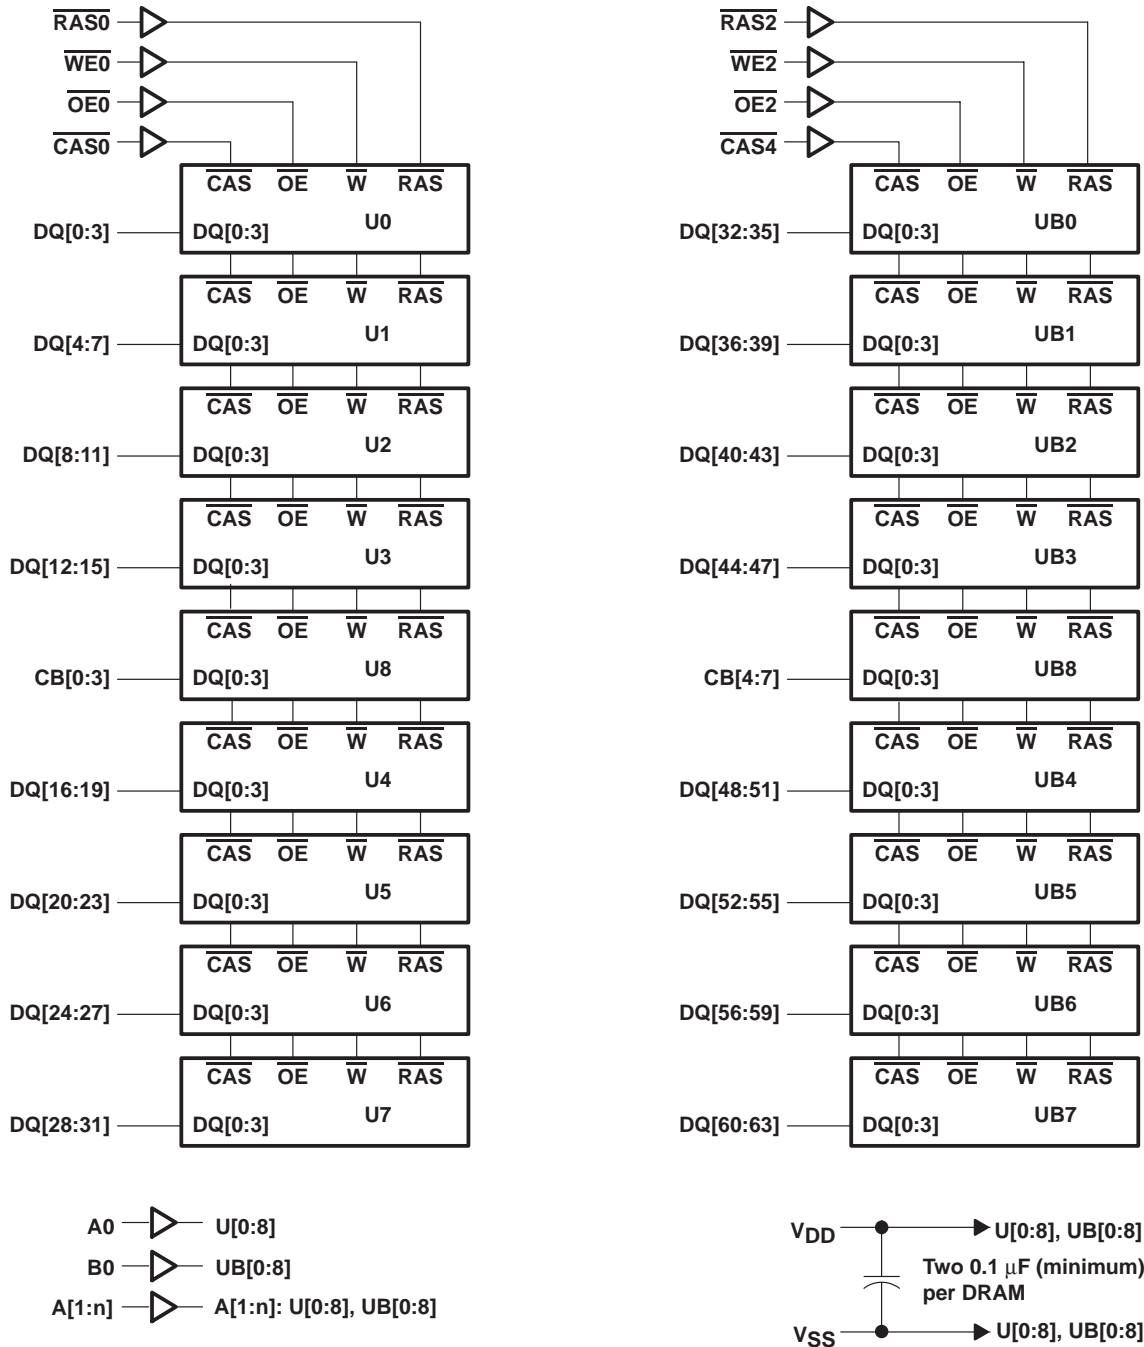 RAS0
WE0
OE0
CAS0
CAS OE W RAS
U0
DQ[0:3] DQ[0:3]
CAS OE W RAS
U1
DQ[4:7] DQ[0:3]
CAS OE W RAS
U2
DQ[8:11] DQ[0:3]
CAS OE W RAS
U3
DQ[12:15] DQ[0:3]
CAS OE W RAS
U8
CB[0:3] DQ[0:3]
CAS OE W RAS
U4
DQ[16:19] DQ[0:3]
CAS OE W RAS
U5
DQ[20:23] DQ[0:3]
CAS OE W RAS
U6
DQ[24:27] DQ[0:3]
CAS OE W RAS
U7
DQ[28:31] DQ[0:3]
RAS2
WE2
OE2
CAS4
CAS OE W RAS
UB0
DQ[32:35] DQ[0:3]
CAS OE W RAS
UB1
DQ[36:39] DQ[0:3]
CAS OE W RAS
UB2
DQ[40:43] DQ[0:3]
CAS OE W RAS
UB3
DQ[44:47] DQ[0:3]
CAS OE W RAS
UB8
CB[4:7] DQ[0:3]
CAS OE W RAS
UB4
DQ[48:51] DQ[0:3]
CAS OE W RAS
UB5
DQ[52:55] DQ[0:3]
CAS OE W RAS
UB6
DQ[56:59] DQ[0:3]
CAS OE W RAS
UB7
DQ[60:63] DQ[0:3]
A0 U[0:8]
B0 UB[0:8]
A[1:n] A[1:n]: U[0:8], UB[0:8]
VDD U[0:8], UB[0:8]
Two 0.1 μF (minimum)
per DRAM
VSS U[0:8], UB[0:8]